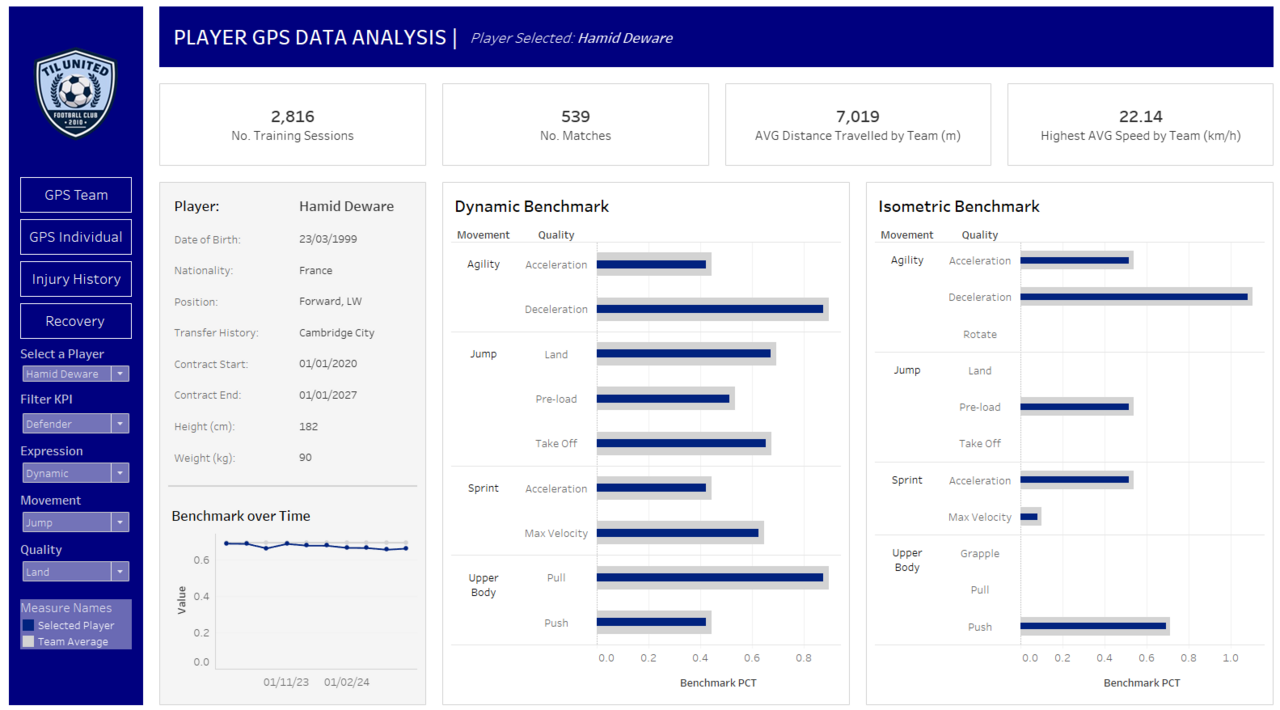 TIL UNITED
FOOTBALL CLUB
• 2010 •
GPS Team
GPS Individual
Injury History
Recovery
Select a Player
Hamid Deware
Filter KPI
Defender
Expression
Dynamic
Movement
Jump
Quality
Land
Measure Names
Selected Player
Team Average
PLAYER GPS DATA ANALYSIS | Player Selected: Hamid Deware
2,816
No. Training Sessions
539
No. Matches
7,019
AVG Distance Travelled by Team (m)
22.14
Highest AVG Speed by Team (km/h)
Player: Hamid Deware
Date of Birth: 23/03/1999
Nationality: France
Position: Forward, LW
Transfer History: Cambridge City
Contract Start: 01/01/2020
Contract End: 01/01/2027
Height (cm): 182
Weight (kg): 90
Benchmark over Time
Value
0.6
0.4
0.2
0.0
01/11/23 01/02/24
Dynamic Benchmark
Movement Quality
Agility Acceleration
Deceleration
Jump Land
Pre-load
Take Off
Sprint Acceleration
Max Velocity
Upper Body Pull
Push
0.0 0.2 0.4 0.6 0.8
Benchmark PCT
Isometric Benchmark
Movement Quality
Agility Acceleration
Deceleration
Rotate
Jump Land
Pre-load
Take Off
Sprint Acceleration
Max Velocity
Upper Body Grapple
Pull
Push
0.0 0.2 0.4 0.6 0.8 1.0
Benchmark PCT